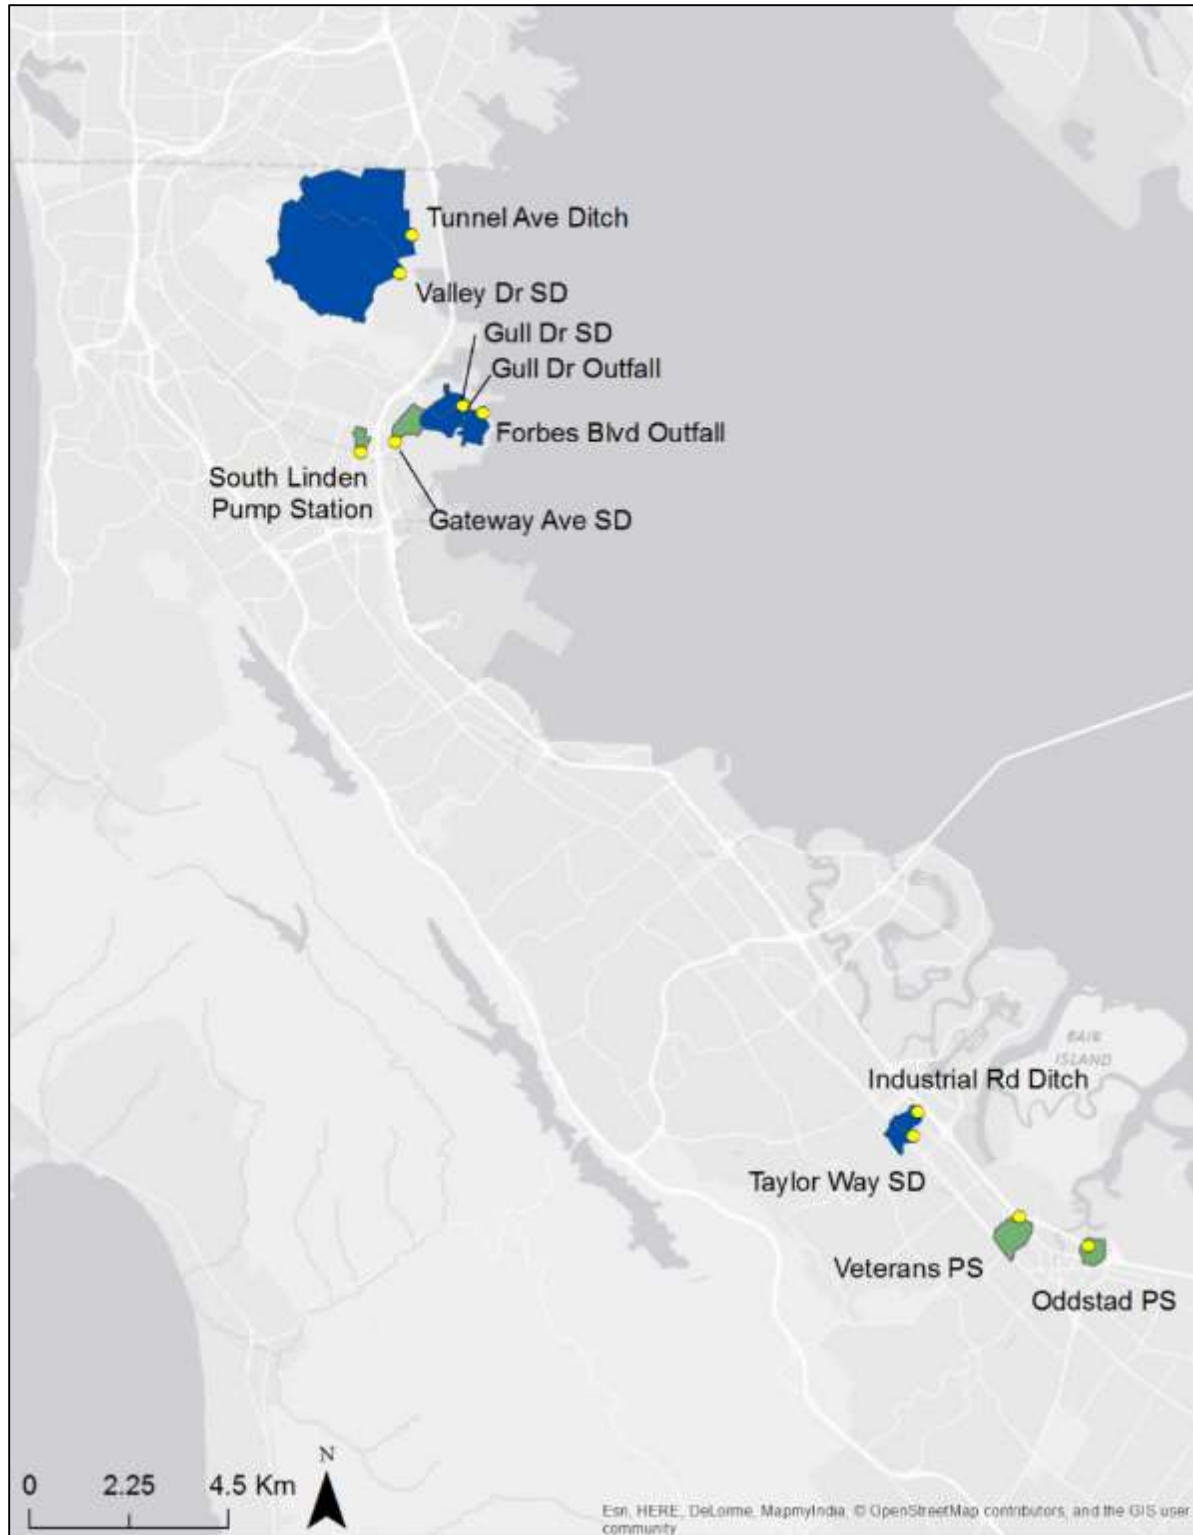 Tunnel Ave Ditch
Valley Dr SD
Gull Dr SD
Gull Dr Outfall
Forbes Blvd Outfall
South Linden
Pump Station
Gateway Ave SD
BAIR
ISLAND
Industrial Rd Ditch
Taylor Way SD
Veterans PS
Oddstad PS
N
0 2.25 4.5 Km
Esri, HERE, DeLorme, MapmyIndia, © OpenStreetMap contributors, and the GIS user
community